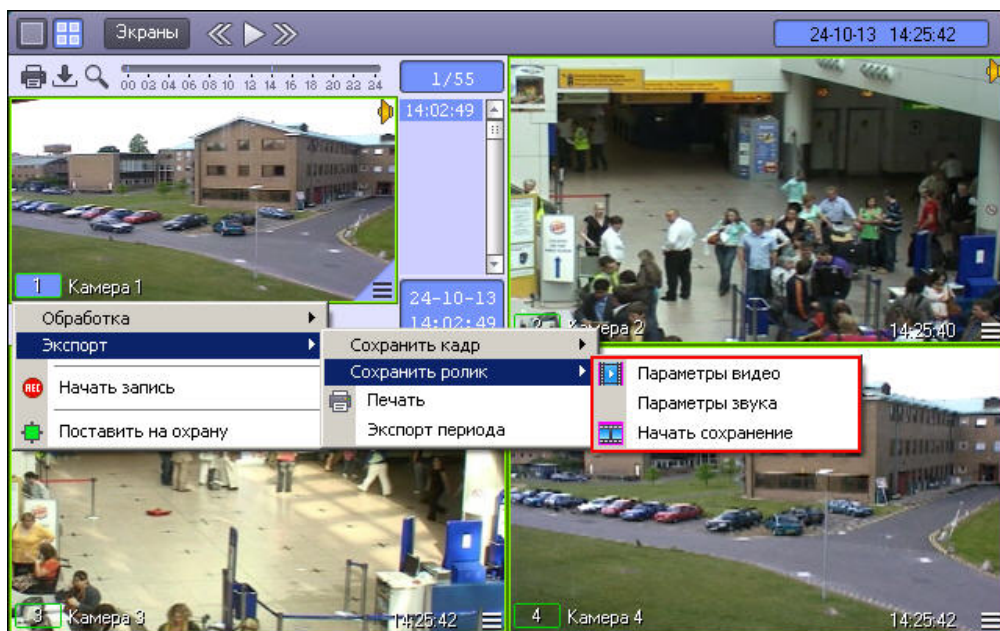 Экраны
24-10-13 14:25:42
00 02 04 06 08 10 12 14 16 18 20 22 24
1/55
14:02:49
1 Камера 1
24-10-13
14:02:49
2 Камера 2
14:25:40
Обработка
Экспорт
Начать запись
REC
Поставить на охрану
Сохранить кадр
Сохранить ролик
Печать
Экспорт периода
Параметры видео
Параметры звука
Начать сохранение
3 Камера 3
14:25:42
4 Камера 4
14:25:42